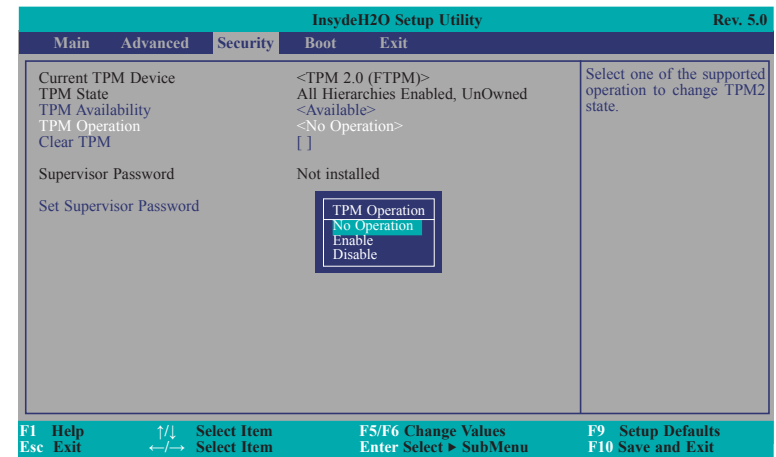 InsydeH2O Setup Utility Rev. 5.0
Main Advanced Security Boot Exit
Current TPM Device <TPM 2.0 (FTPM)>
TPM State All Hierarchies Enabled, UnOwned
TPM Availability <Available>
TPM Operation <No Operation>
Clear TPM [ ]
Supervisor Password Not installed
Set Supervisor Password
TPM Operation
No Operation
Enable
Disable
Select one of the supported
operation to change TPM2
state.
F1 Help ↑/↓ Select Item F5/F6 Change Values F9 Setup Defaults
Esc Exit ←/→ Select Item Enter Select ► SubMenu F10 Save and Exit